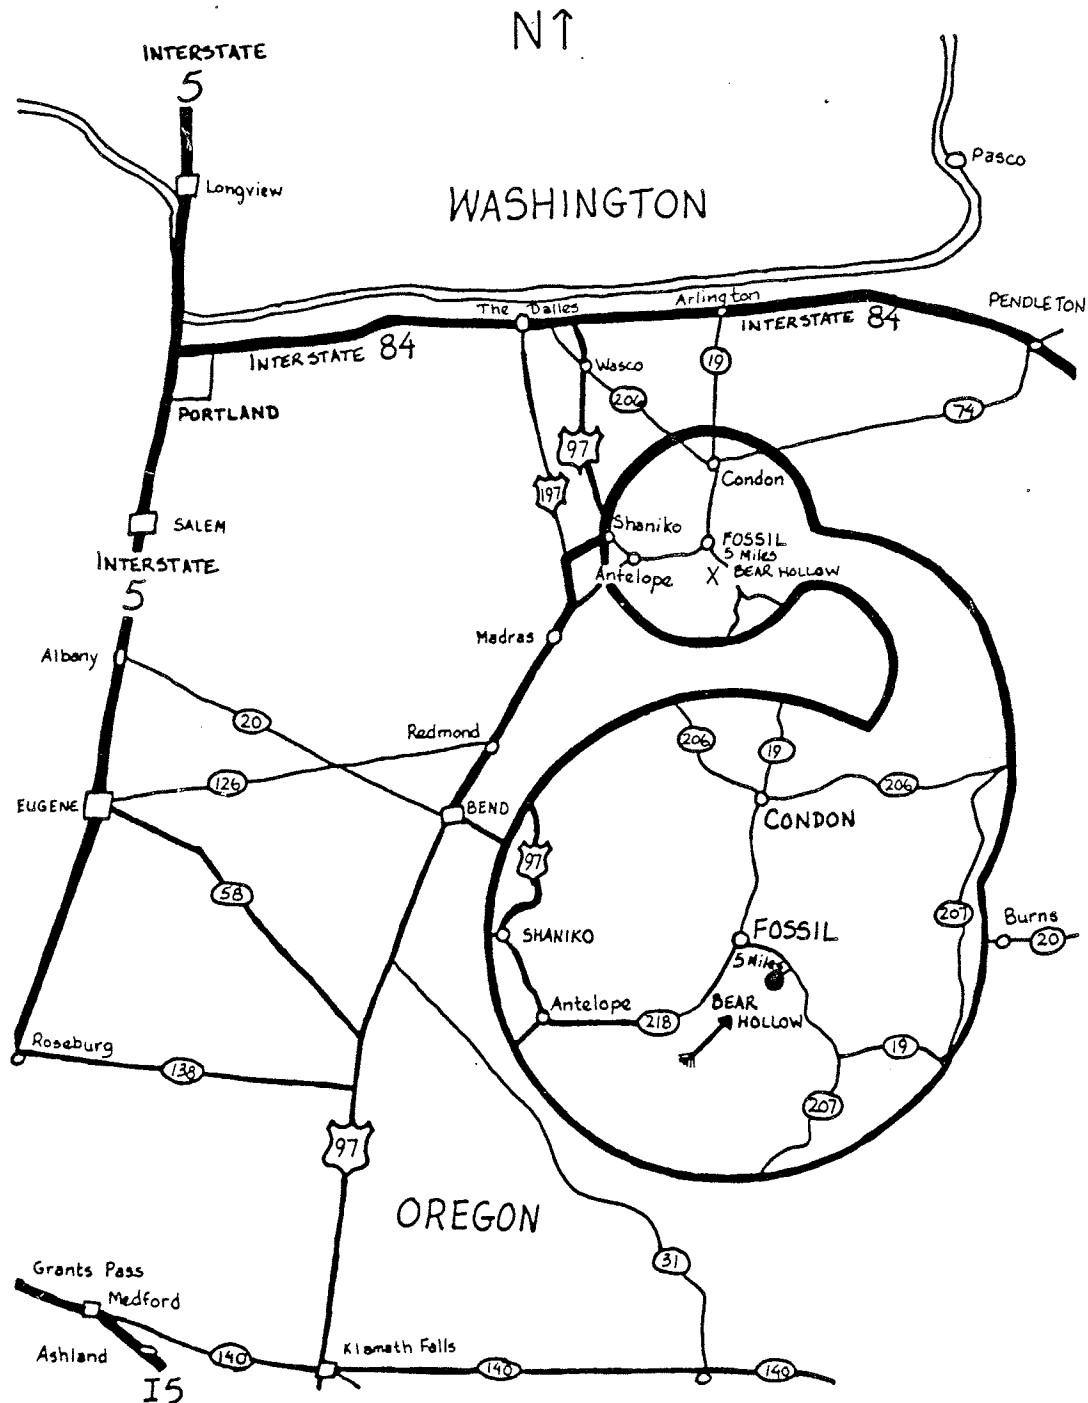 N↑
INTERSTATE
5
Longview
Pasco
WASHINGTON
The Dalles
Arlington
PENDLETON
INTERSTATE 84
INTERSTATE 84
Wasco
19
206
74
PORTLAND
97
Condon
197
SALEM
Shaniko
FOSSIL
5 Miles
BEAR HOLLOW
X
Antelope
INTERSTATE
5
Madras
Albany
20
Redmond
206
19
126
206
EUGENE
BEND
CONDON
97
58
207
Burns
20
SHANIKO
FOSSIL
5 Miles
Antelope
218
BEAR
HOLLOW
Roseburg
138
19
207
97
OREGON
31
Grants Pass
Medford
Ashland
140
Klamath Falls
140
140
I5